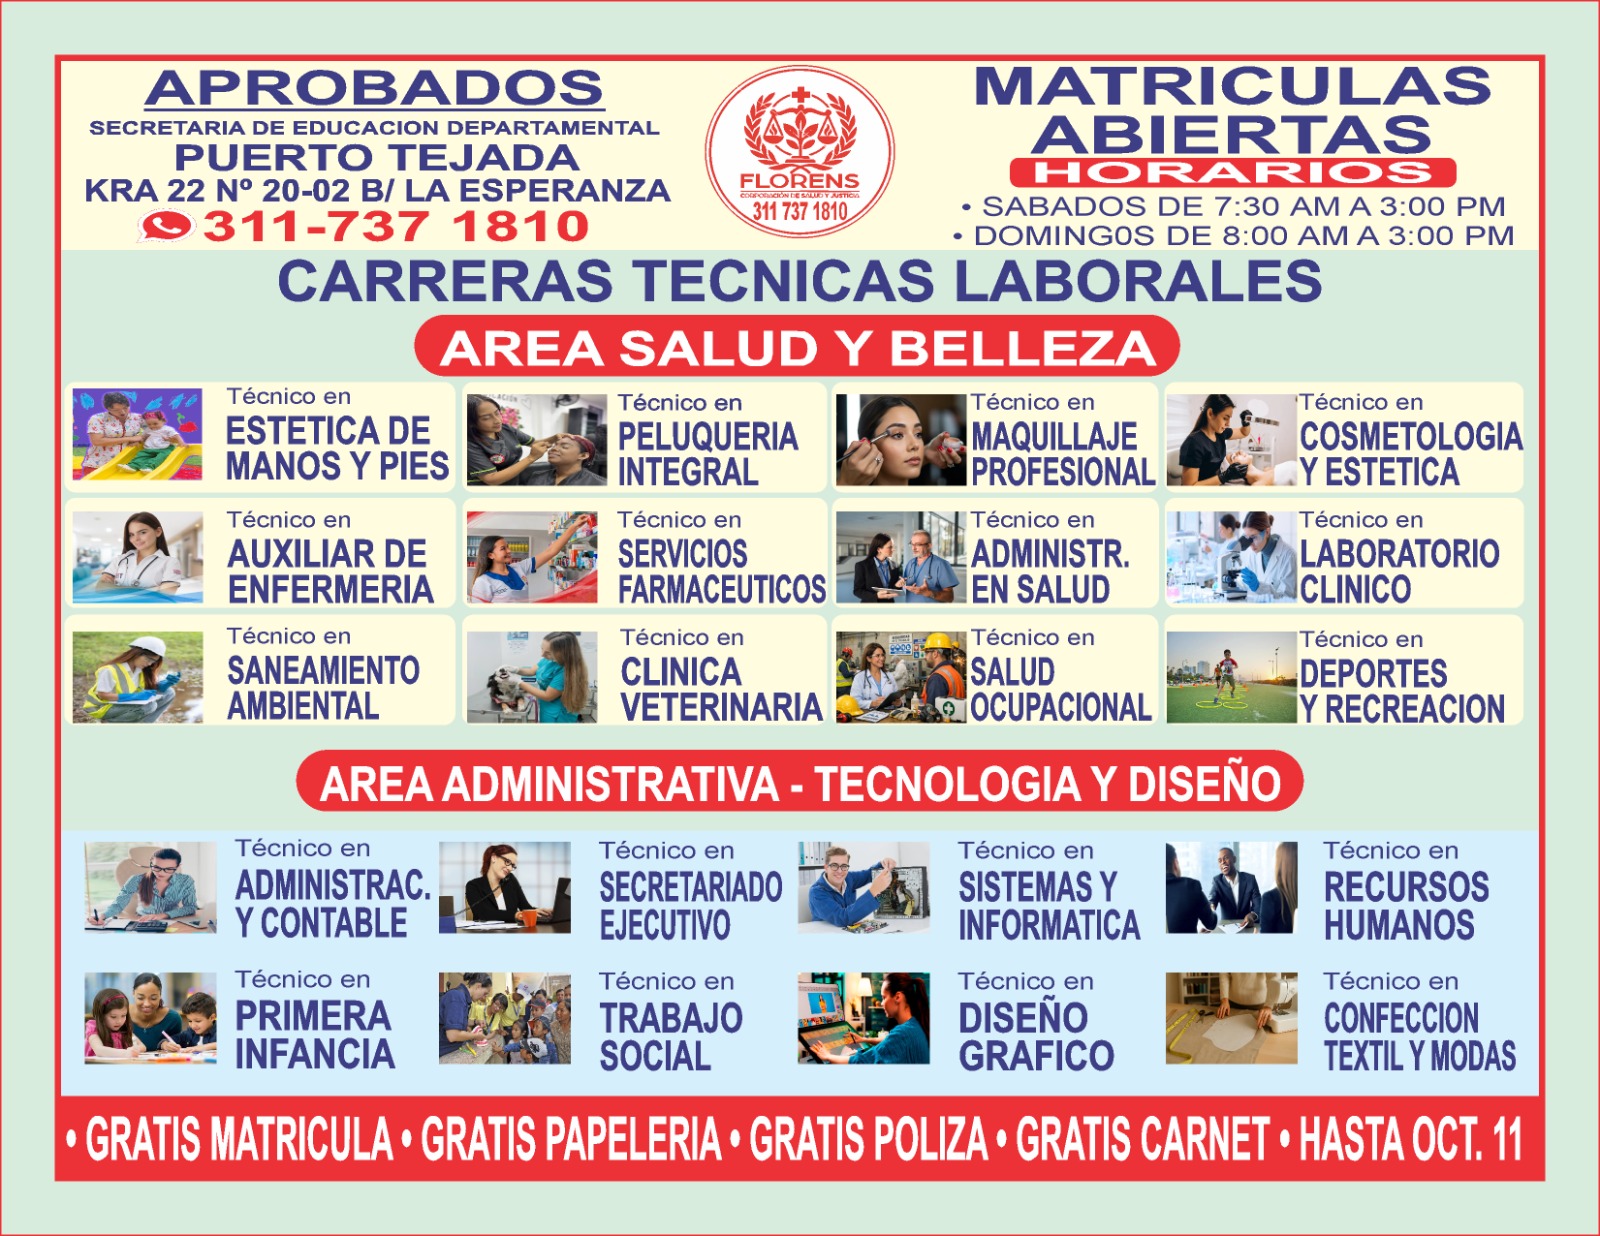 APROBADOS
SECRETARIA DE EDUCACION DEPARTAMENTAL
PUERTO TEJADA
KRA 22 Nº 20-02 B/ LA ESPERANZA
311-737 1810
FLORENS
CORPORACIÓN DE SALUD Y JUSTICIA
311 737 1810
MATRICULAS
ABIERTAS
HORARIOS
• SABADOS DE 7:30 AM A 3:00 PM
• DOMING0S DE 8:00 AM A 3:00 PM
CARRERAS TECNICAS LABORALES
AREA SALUD Y BELLEZA
Técnico en
ESTETICA DE
MANOS Y PIES
Técnico en
PELUQUERIA
INTEGRAL
Técnico en
MAQUILLAJE
PROFESIONAL
Técnico en
COSMETOLOGIA
Y ESTETICA
Técnico en
AUXILIAR DE
ENFERMERIA
Técnico en
SERVICIOS
FARMACEUTICOS
Técnico en
ADMINISTR.
EN SALUD
Técnico en
LABORATORIO
CLINICO
Técnico en
SANEAMIENTO
AMBIENTAL
Técnico en
CLINICA
VETERINARIA
Técnico en
SALUD
OCUPACIONAL
Técnico en
DEPORTES
Y RECREACION
AREA ADMINISTRATIVA - TECNOLOGIA Y DISEÑO
Técnico en
ADMINISTRAC.
Y CONTABLE
Técnico en
SECRETARIADO
EJECUTIVO
Técnico en
SISTEMAS Y
INFORMATICA
Técnico en
RECURSOS
HUMANOS
Técnico en
PRIMERA
INFANCIA
Técnico en
TRABAJO
SOCIAL
Técnico en
DISEÑO
GRAFICO
Técnico en
CONFECCION
TEXTIL Y MODAS
• GRATIS MATRICULA • GRATIS PAPELERIA • GRATIS POLIZA • GRATIS CARNET • HASTA OCT. 11